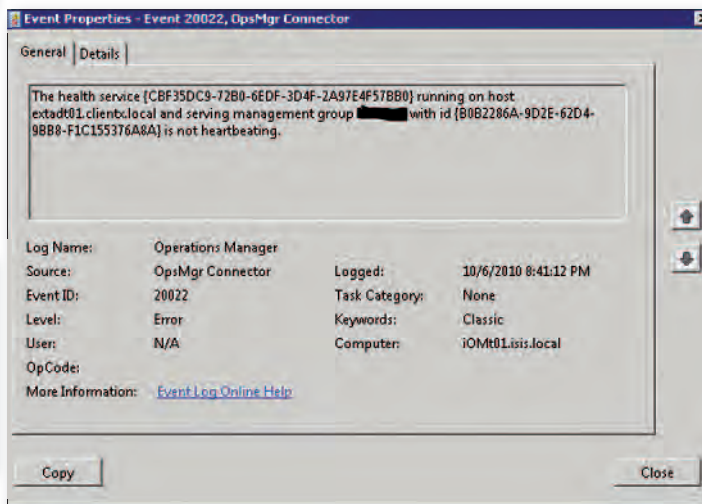 Event Properties - Event 20022, OpsMgr Connector
General Details
The health service {CBF35DC9-72B0-6EDF-3D4F-2A97E4F57BB0} running on host
extadt01.clientx.local and serving management group with id {B0B2286A-9D2E-62D4-
9BB8-F1C155376A8A} is not heartbeating.
Log Name: Operations Manager
Source: OpsMgr Connector Logged: 10/6/2010 8:41:12 PM
Event ID: 20022 Task Category: None
Level: Error Keywords: Classic
User: N/A Computer: iOMt01.isis.local
OpCode:
More Information: Event Log Online Help
Copy Close